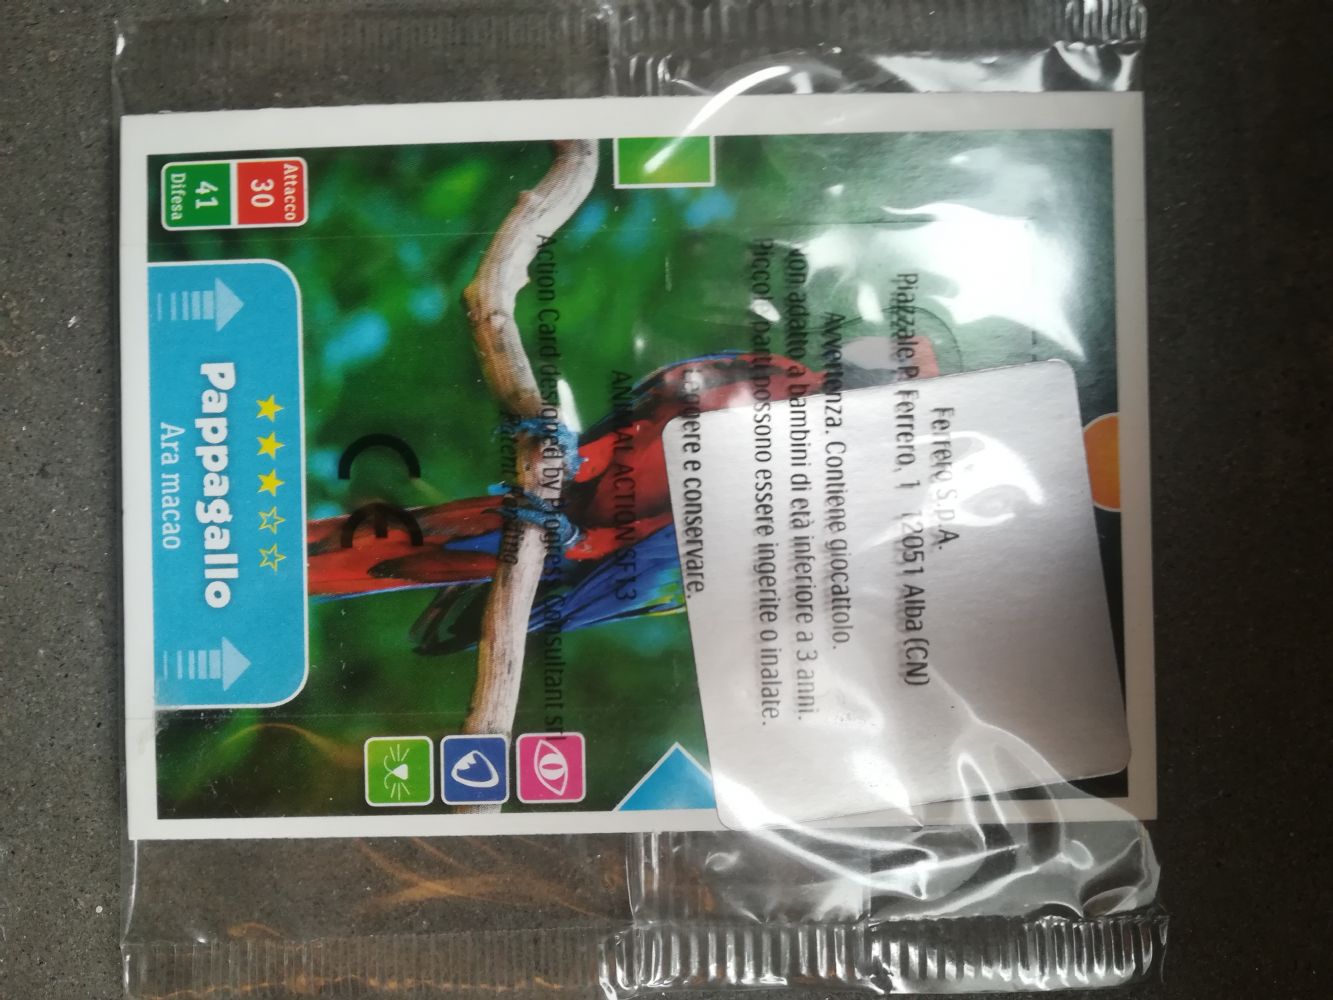 Ferrero S.p.A.
Piazzale P. Ferrero, 1 12051 Alba (CN)
Avvertenza. Contiene giocattolo.
Non adatto a bambini di età inferiore a 3 anni.
Piccole parti possono essere ingerite o inalate.
Leggere e conservare.
ANIMAL ACTION SF13
Action Card designed by Progress Consultant srl
CE
Attacco
30
41
Difesa
Pappagallo
Ara macao